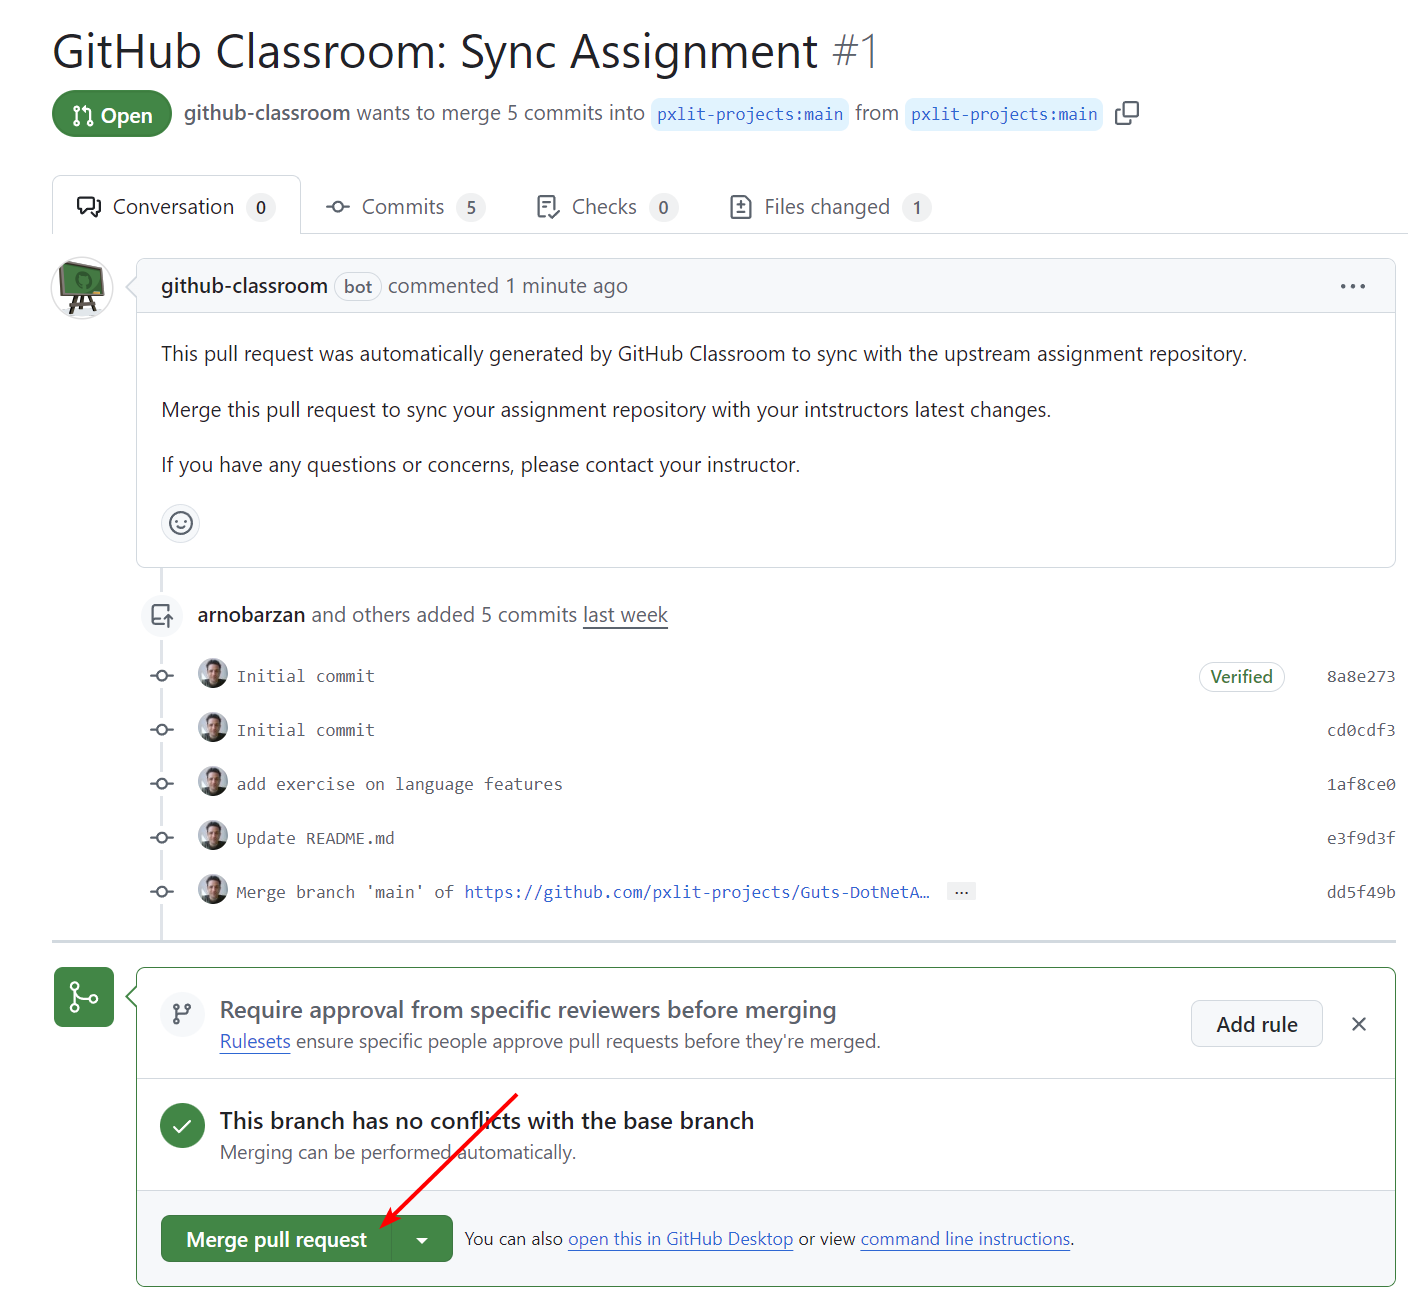 GitHub Classroom: Sync Assignment #1
Open github-classroom wants to merge 5 commits into pxlit-projects:main from pxlit-projects:main
Conversation 0 Commits 5 Checks 0 Files changed 1
github-classroom bot commented 1 minute ago
This pull request was automatically generated by GitHub Classroom to sync with the upstream assignment repository.
Merge this pull request to sync your assignment repository with your intstructors latest changes.
If you have any questions or concerns, please contact your instructor.
arnobarzan and others added 5 commits last week
Initial commit Verified 8a8e273
Initial commit cd0cdf3
add exercise on language features 1af8ce0
Update README.md e3f9d3f
Merge branch 'main' of https://github.com/pxlit-projects/Guts-DotNetA… ... dd5f49b
Require approval from specific reviewers before merging
Rulesets ensure specific people approve pull requests before they're merged.
Add rule
This branch has no conflicts with the base branch
Merging can be performed automatically.
Merge pull request You can also open this in GitHub Desktop or view command line instructions.